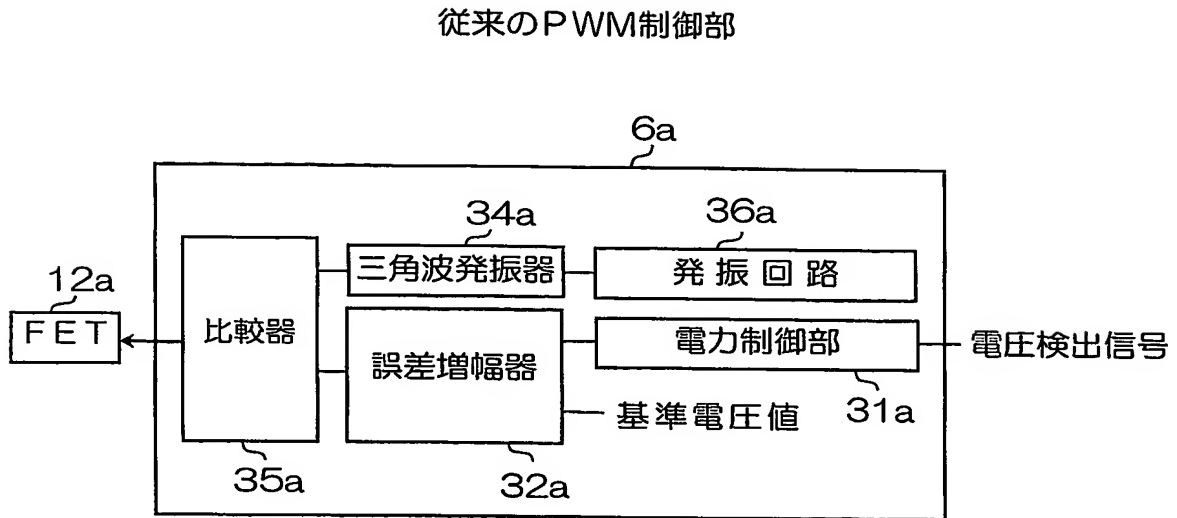 従来のPWM制御部
6a
34a
36a
三角波発振器
発振回路
12a
FET
比較器
誤差増幅器
電力制御部
電圧検出信号
31a
基準電圧値
35a
32a